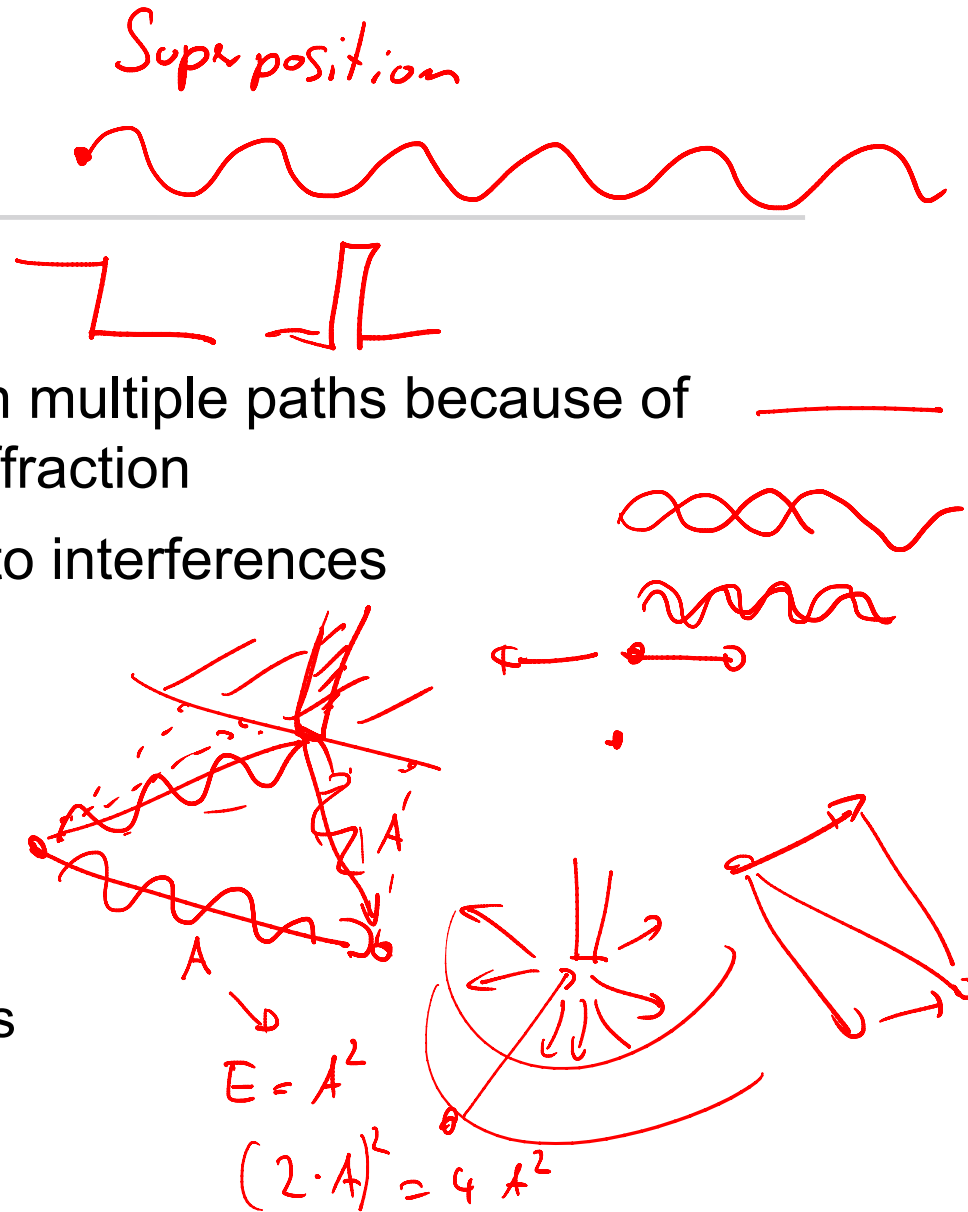 Superposition
n multiple paths because of
ffraction
to interferences
A
A
s
E = A²
(2·A)² = 4 A²